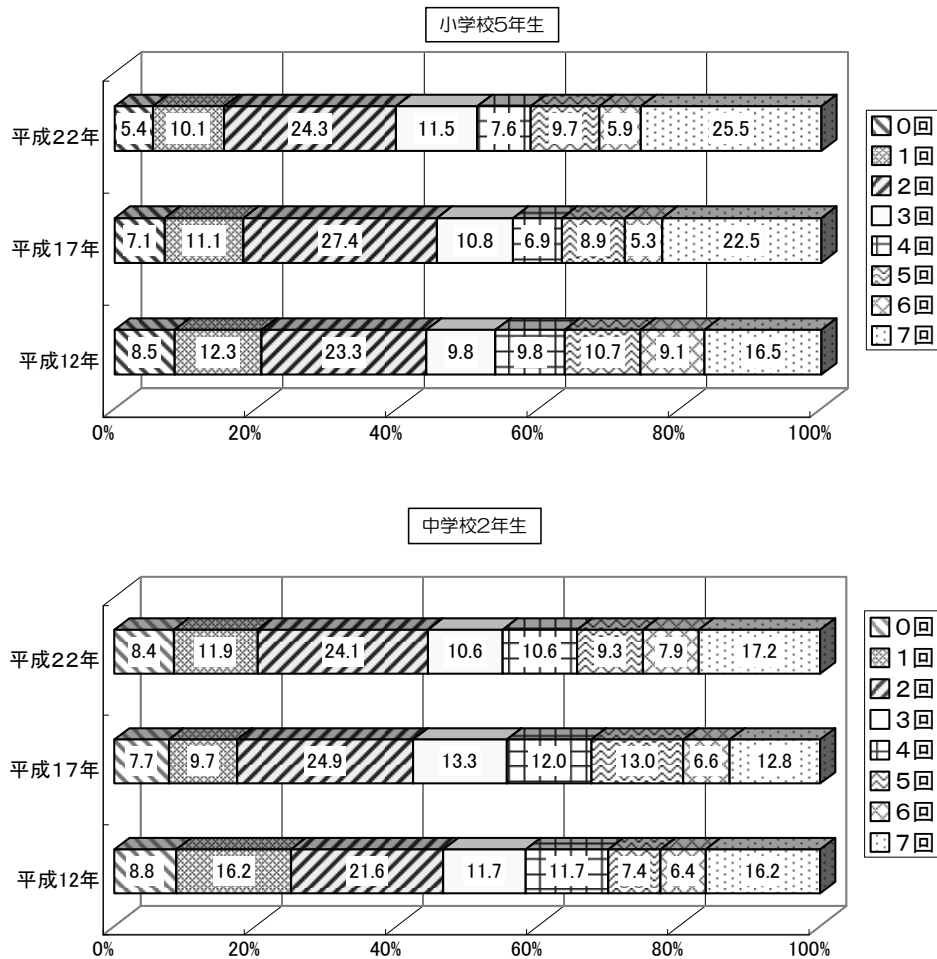 小学校5年生
平成22年 5.4 10.1 24.3 11.5 7.6 9.7 5.9 25.5
平成17年 7.1 11.1 27.4 10.8 6.9 8.9 5.3 22.5
平成12年 8.5 12.3 23.3 9.8 9.8 10.7 9.1 16.5
0% 20% 40% 60% 80% 100%
0回
1回
2回
3回
4回
5回
6回
7回
中学校2年生
平成22年 8.4 11.9 24.1 10.6 10.6 9.3 7.9 17.2
平成17年 7.7 9.7 24.9 13.3 12.0 13.0 6.6 12.8
平成12年 8.8 16.2 21.6 11.7 11.7 7.4 6.4 16.2
0% 20% 40% 60% 80% 100%
0回
1回
2回
3回
4回
5回
6回
7回